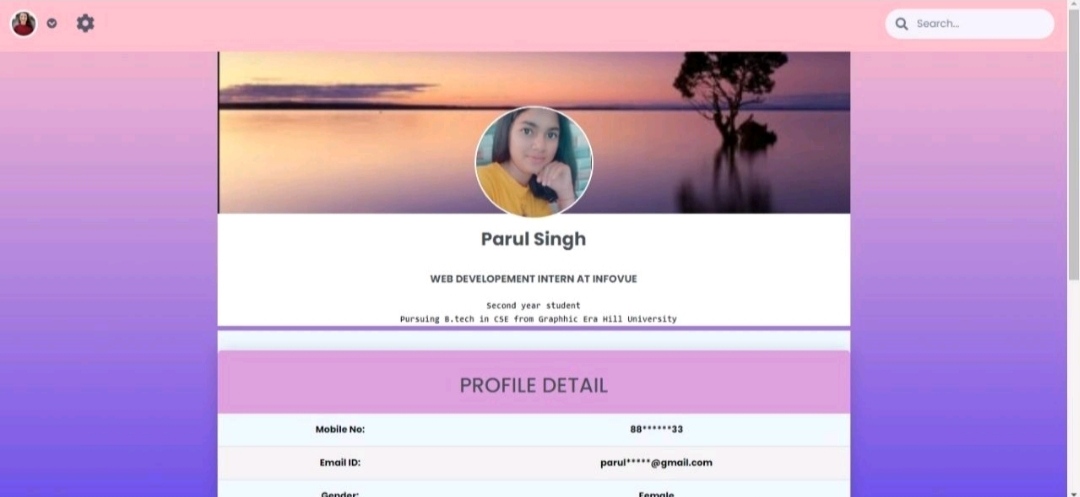 Search...
Parul Singh
WEB DEVELOPEMENT INTERN AT INFOVUE
Second year student
Pursuing B.tech in CSE from Graphhic Era Hill University
PROFILE DETAIL
Mobile No: 88******33
Email ID: parul*****@gmail.com
Gender: Female